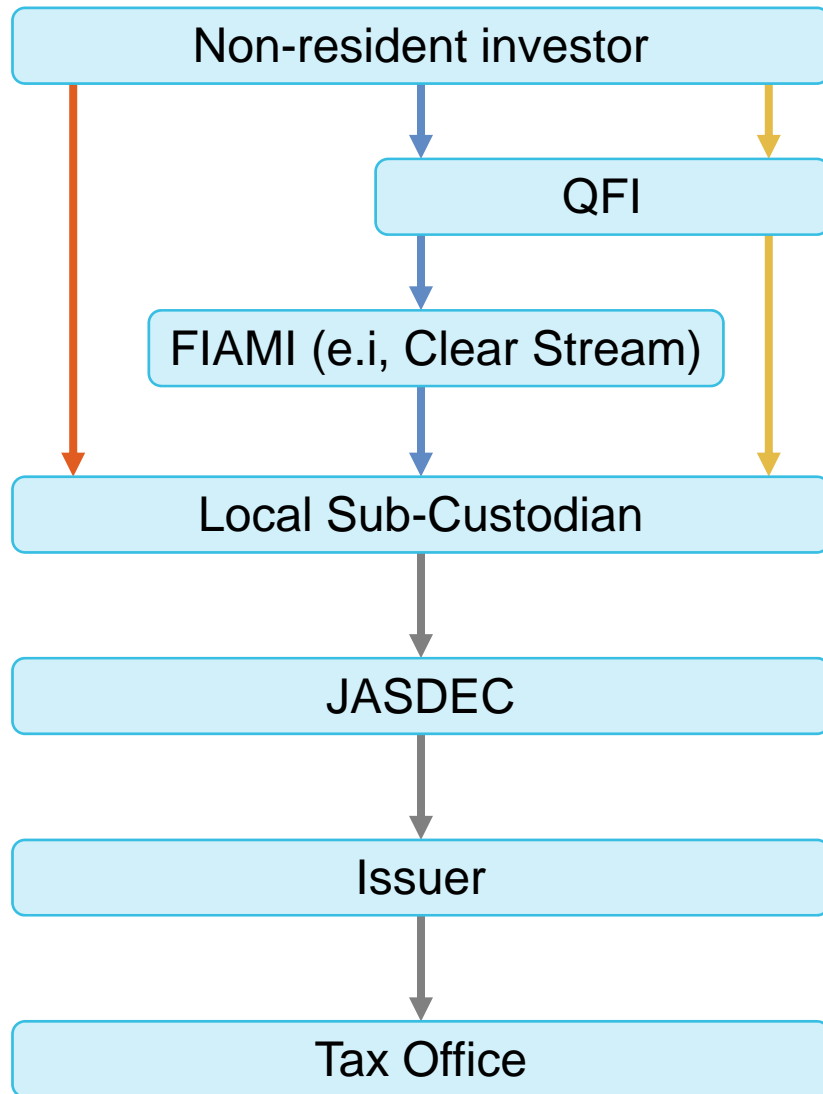 Non-resident investor
QFI
FIAMI (e.i, Clear Stream)
Local Sub-Custodian
JASDEC
Issuer
Tax Office